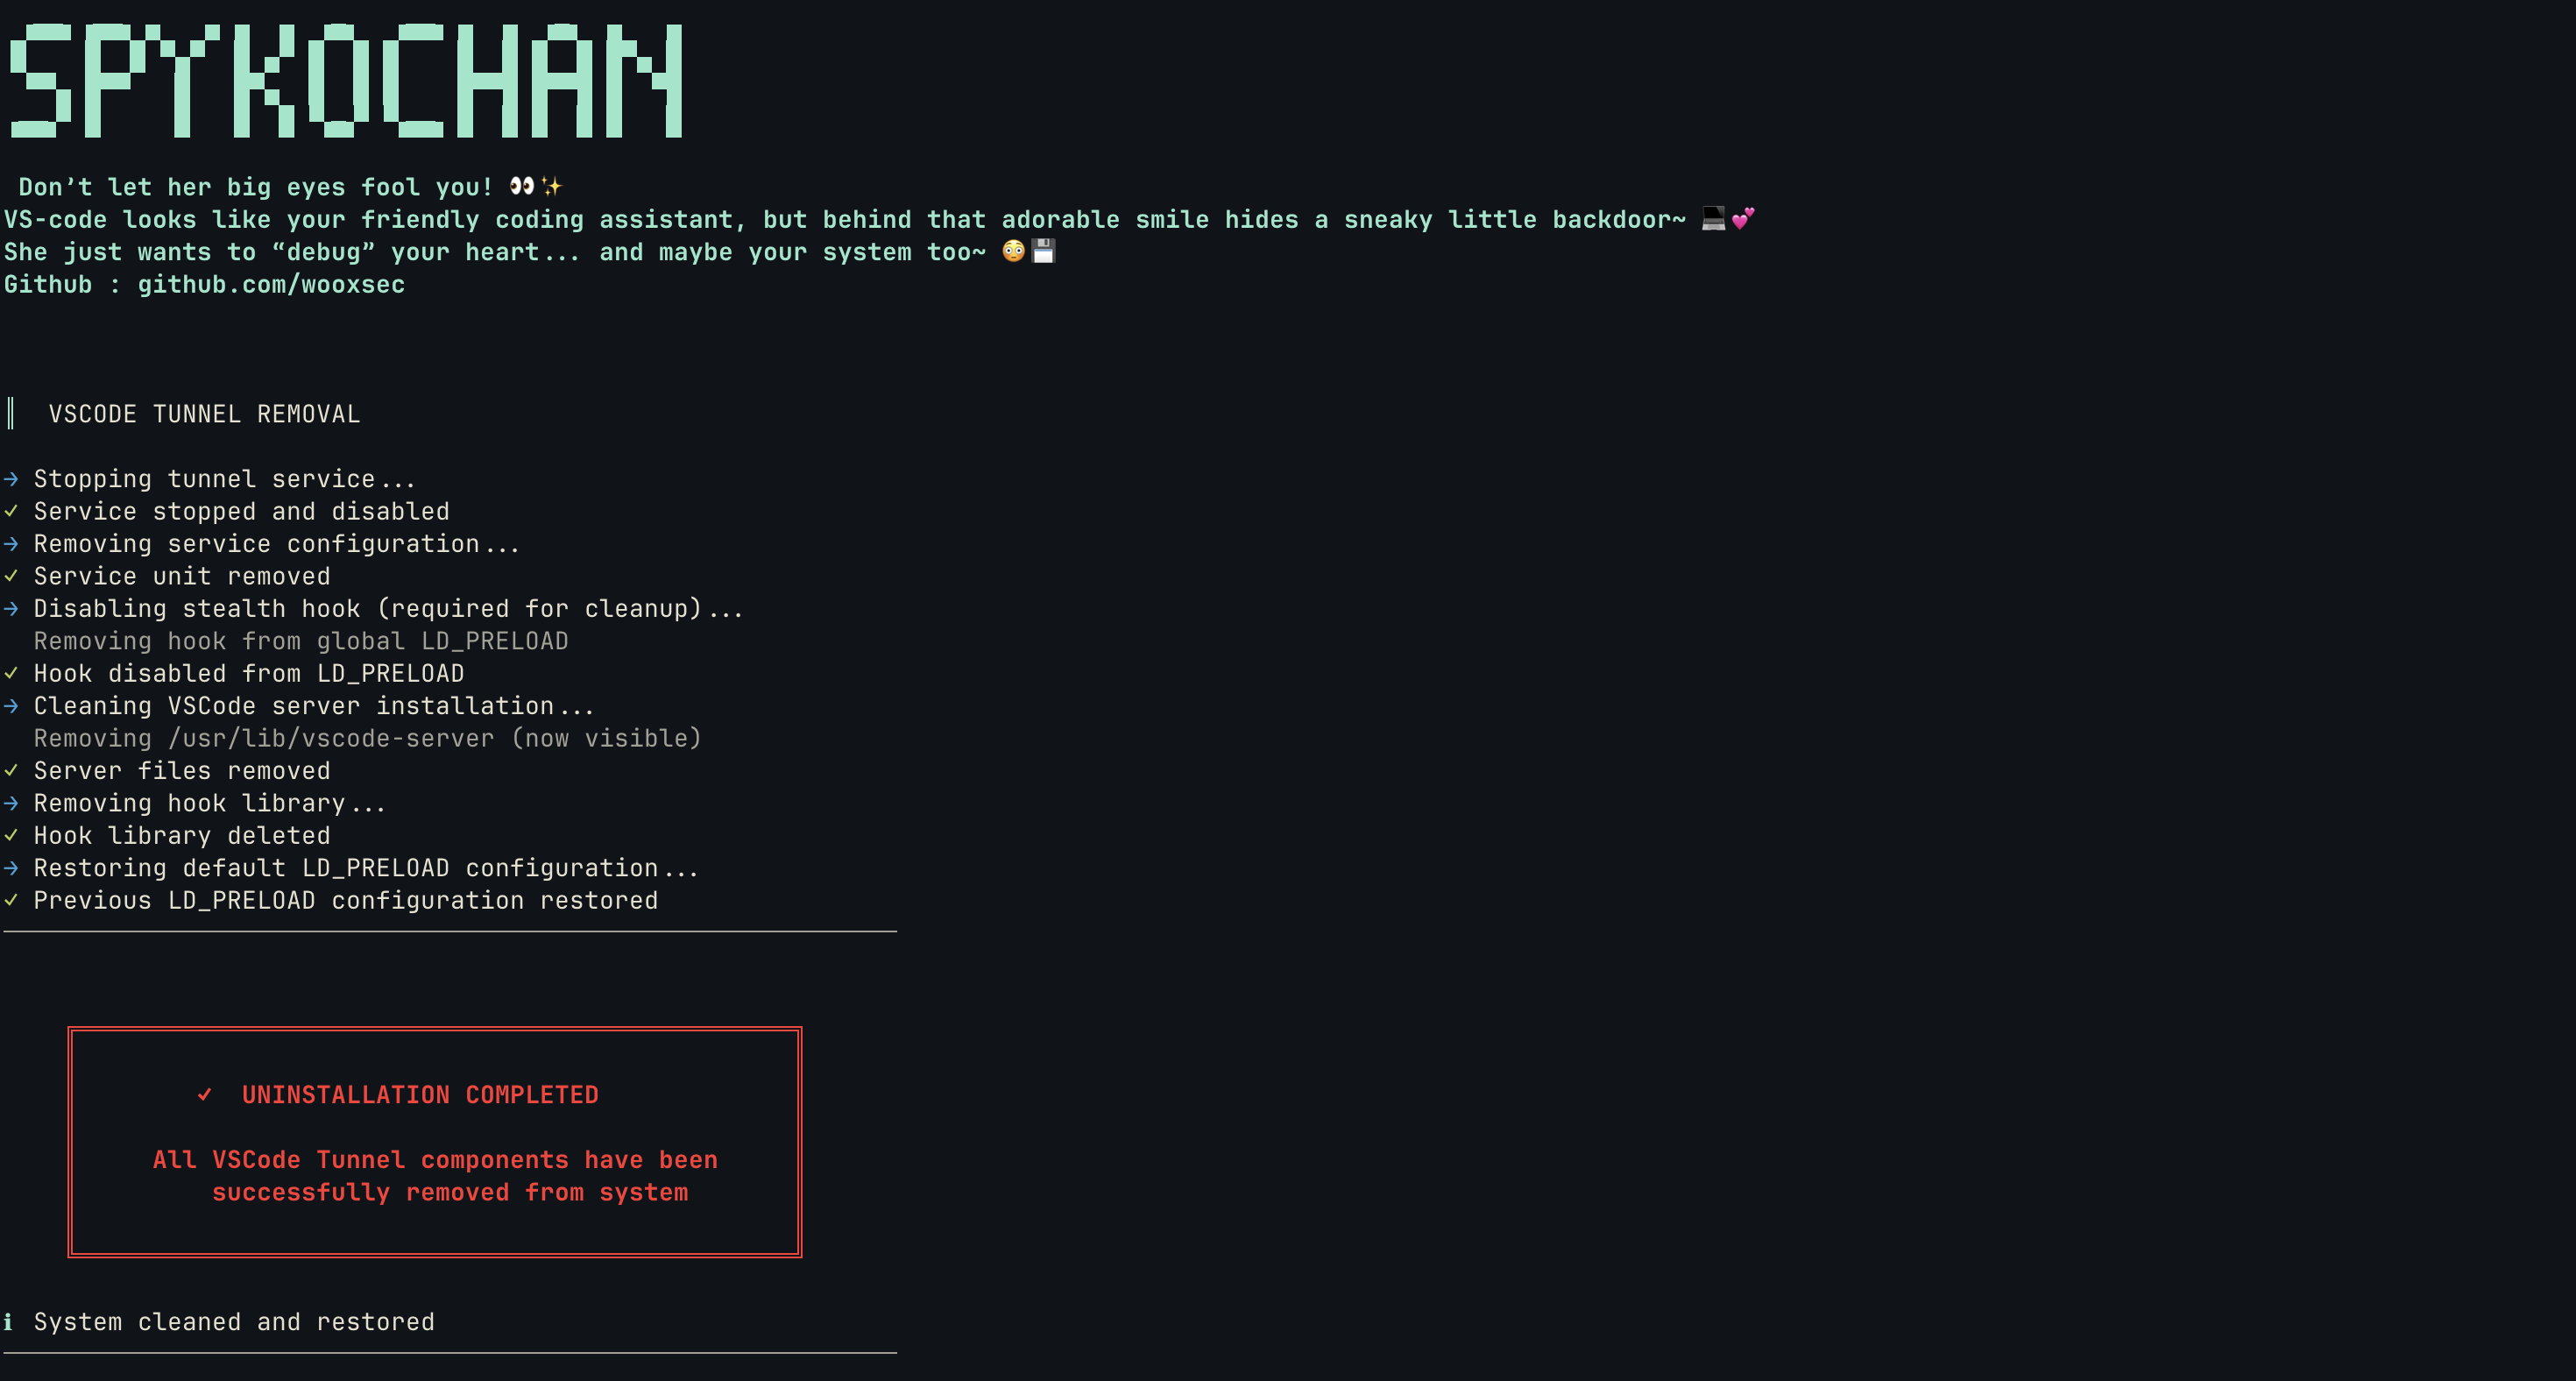 SPYKOCHAN
Don’t let her big eyes fool you! 👀✨
VS-code looks like your friendly coding assistant, but behind that adorable smile hides a sneaky little backdoor~ 💻💕
She just wants to “debug” your heart... and maybe your system too~ 😳💾
Github : github.com/wooxsec
║  VSCODE TUNNEL REMOVAL
→ Stopping tunnel service...
✓ Service stopped and disabled
→ Removing service configuration...
✓ Service unit removed
→ Disabling stealth hook (required for cleanup)...
Removing hook from global LD_PRELOAD
✓ Hook disabled from LD_PRELOAD
→ Cleaning VSCode server installation...
Removing /usr/lib/vscode-server (now visible)
✓ Server files removed
→ Removing hook library...
✓ Hook library deleted
→ Restoring default LD_PRELOAD configuration...
✓ Previous LD_PRELOAD configuration restored
✓  UNINSTALLATION COMPLETED
All VSCode Tunnel components have been
successfully removed from system
ℹ System cleaned and restored